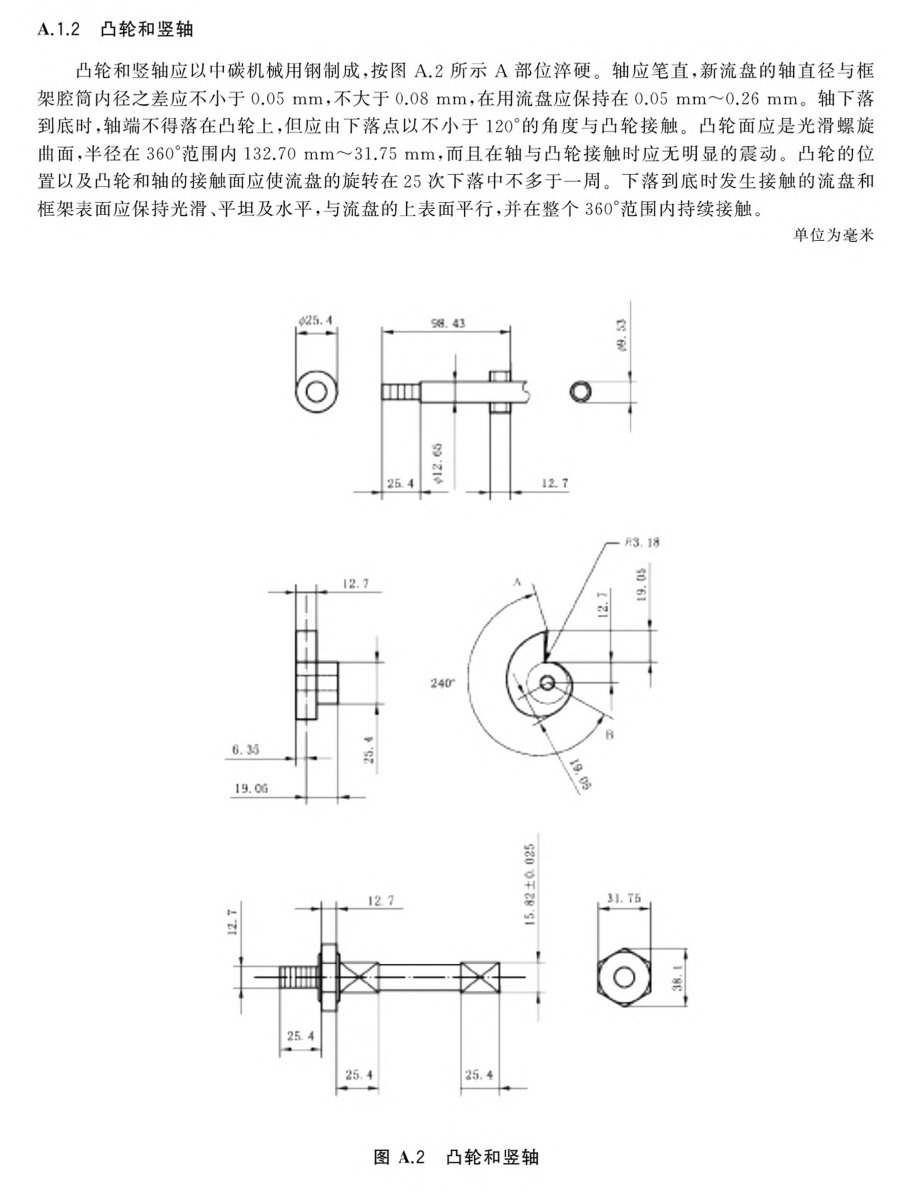 A.1.2 凸轮和竖轴
凸轮和竖轴应以中碳机械用钢制成,按图 A.2 所示 A 部位淬硬。轴应笔直,新流盘的轴直径与框
架腔筒内径之差应不小于 0.05 mm,不大于 0.08 mm,在用流盘应保持在 0.05 mm～0.26 mm。轴下落
到底时,轴端不得落在凸轮上,但应由下落点以不小于 120°的角度与凸轮接触。凸轮面应是光滑螺旋
曲面,半径在 360°范围内 132.70 mm～31.75 mm,而且在轴与凸轮接触时应无明显的震动。凸轮的位
置以及凸轮和轴的接触面应使流盘的旋转在 25 次下落中不多于一周。下落到底时发生接触的流盘和
框架表面应保持光滑、平坦及水平,与流盘的上表面平行,并在整个 360°范围内持续接触。
单位为毫米
φ25.4
98.43
φ9.53
φ12.65
25.4
12.7
R3.18
12.7
A
12.7
19.05
240°
B
6.35
25.4
19.05
19.05
12.7
12.7
15.82±0.025
31.75
38.1
25.4
25.4
25.4
图 A.2 凸轮和竖轴